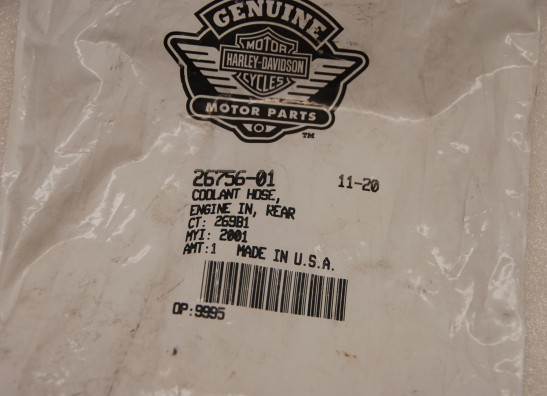 GENUINE
MOTOR
HARLEY-DAVIDSON
CYCLES
MOTOR PARTS
TM
26756-01 11-20
COOLANT HOSE,
ENGINE IN, REAR
CT: 269B1
MYI: 2001
AMT:1 MADE IN U.S.A.
OP:9995